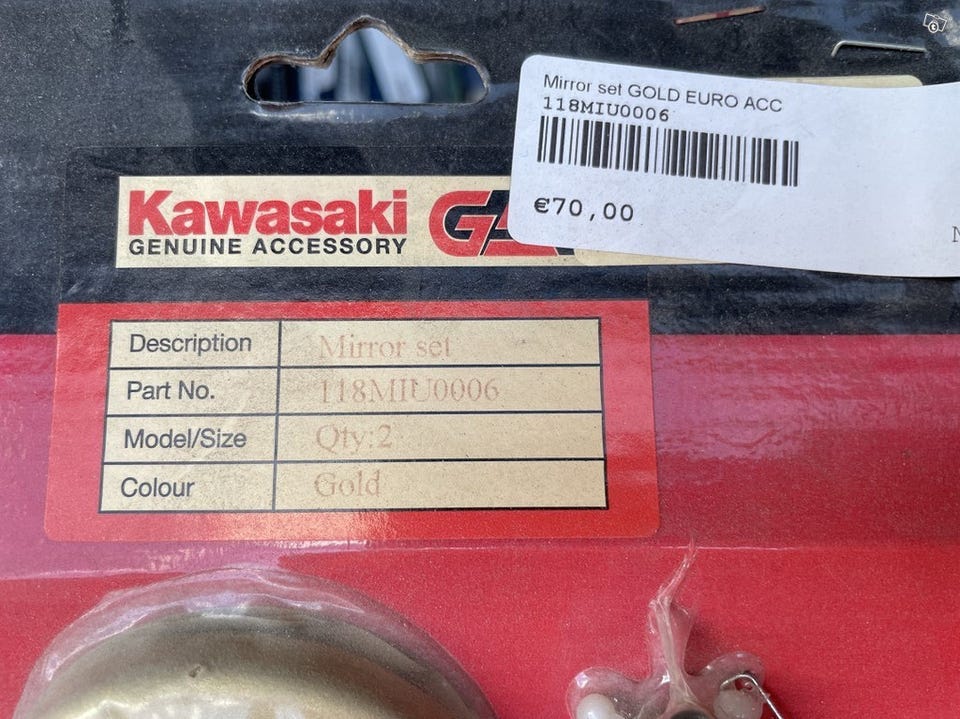 Mirror set GOLD EURO ACC
118MIU0006
€70,00
Kawasaki
GENUINE ACCESSORY
Description Mirror set
Part No. 118MIU0006
Model/Size Qty:2
Colour Gold